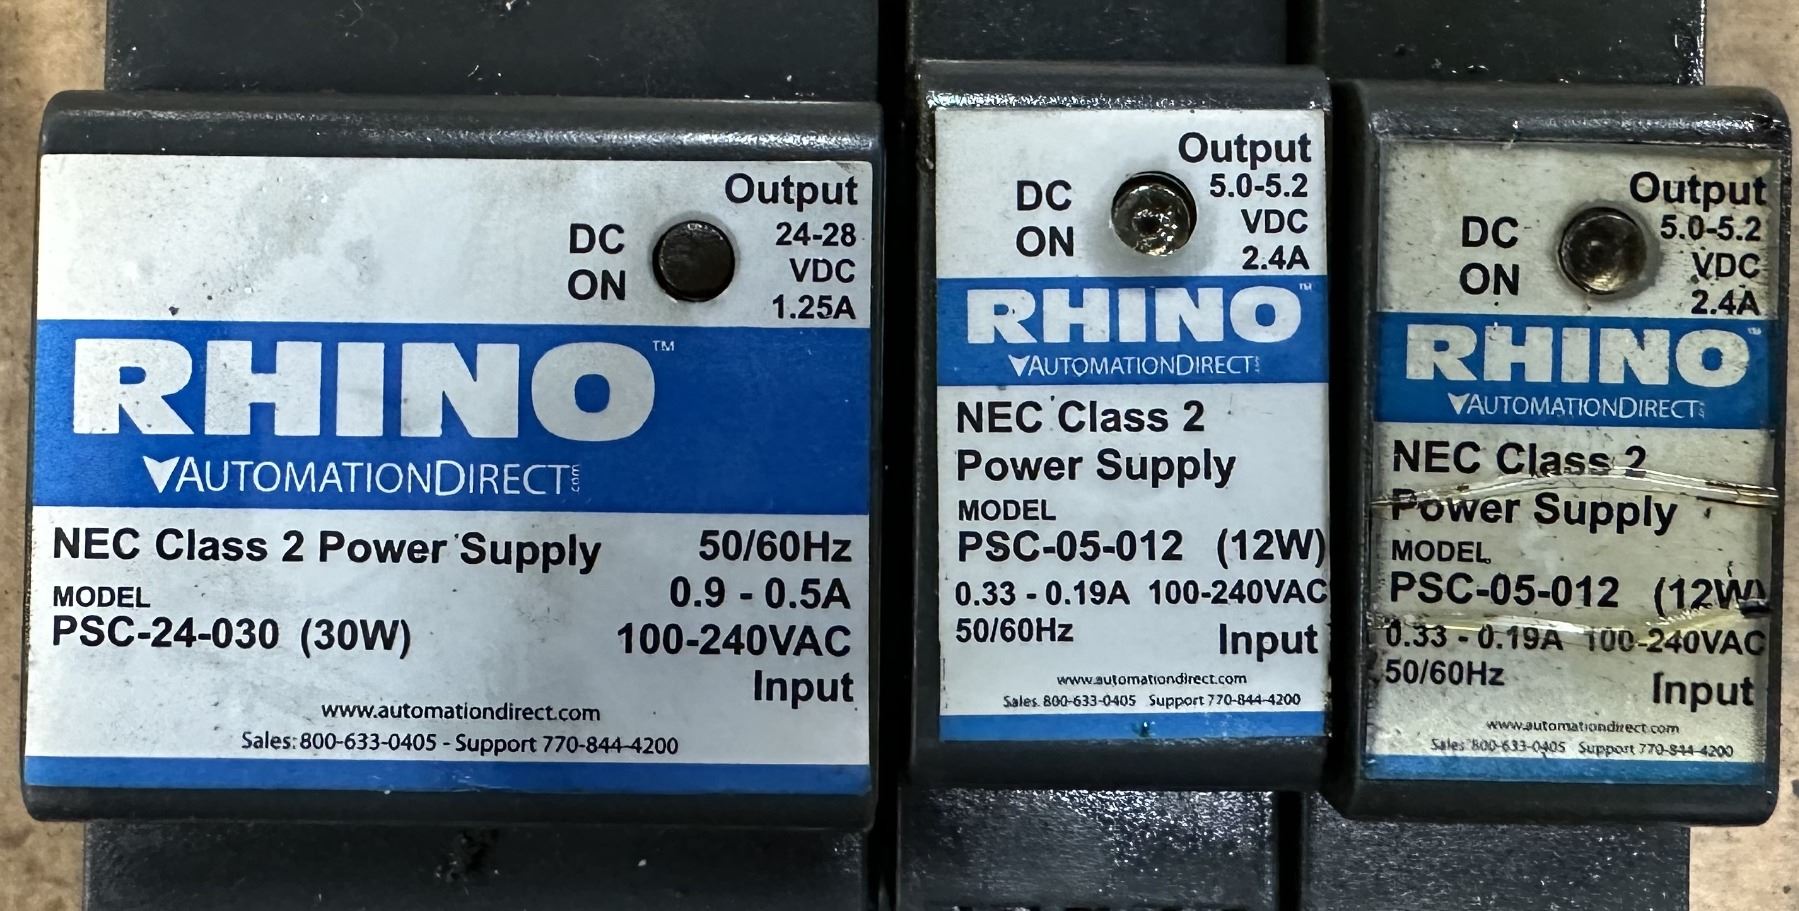 Output
DC
ON
24-28
VDC
1.25A
RHINO™
AUTOMATIONDIRECT.com
NEC Class 2 Power Supply
50/60Hz
MODEL
0.9 - 0.5A
PSC-24-030 (30W)
100-240VAC
Input
www.automationdirect.com
Sales: 800-633-0405 - Support 770-844-4200
Output
DC
ON
5.0-5.2
VDC
2.4A
RHINO™
AUTOMATIONDIRECT.com
NEC Class 2
Power Supply
MODEL
PSC-05-012 (12W)
0.33 - 0.19A 100-240VAC
50/60Hz
Input
www.automationdirect.com
Sales 800-633-0405 Support 770-844-4200
Output
DC
ON
5.0-5.2
VDC
2.4A
RHINO™
AUTOMATIONDIRECT.com
NEC Class 2
Power Supply
MODEL
PSC-05-012 (12W)
0.33 - 0.19A 100-240VAC
50/60Hz
Input
www.automationdirect.com
Sales 800-633-0405 Support 770-844-4200